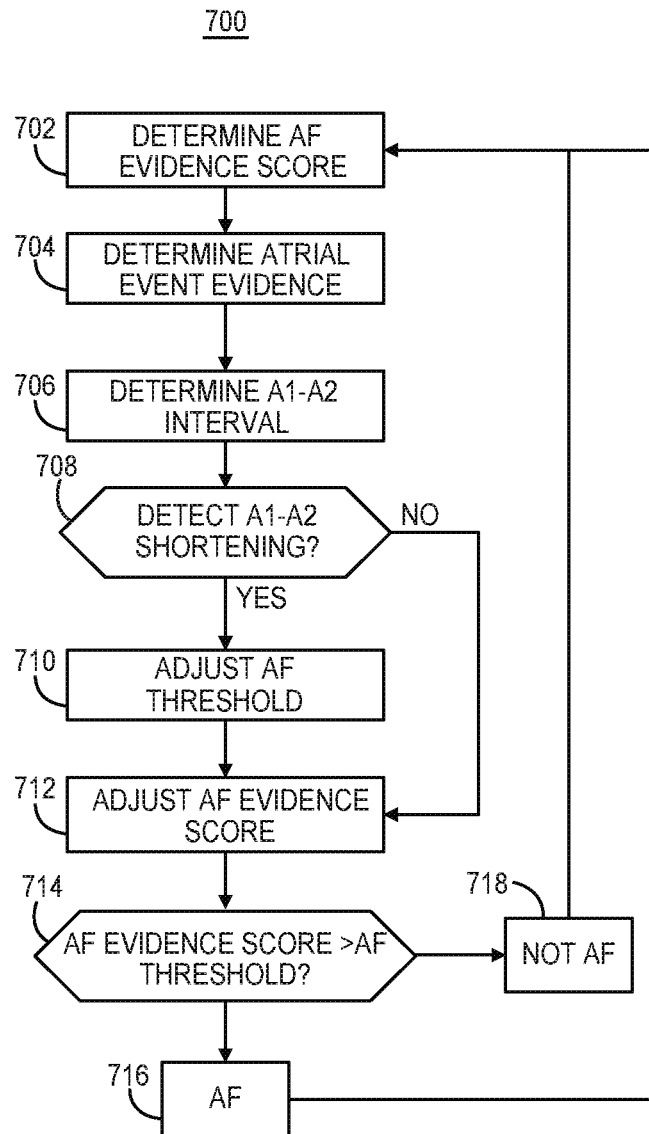 700
702
DETERMINE AF
EVIDENCE SCORE
704
DETERMINE ATRIAL
EVENT EVIDENCE
706
DETERMINE A1-A2
INTERVAL
708
DETECT A1-A2
SHORTENING?
NO
YES
710
ADJUST AF
THRESHOLD
712
ADJUST AF EVIDENCE
SCORE
714
AF EVIDENCE SCORE >AF
THRESHOLD?
718
NOT AF
716
AF